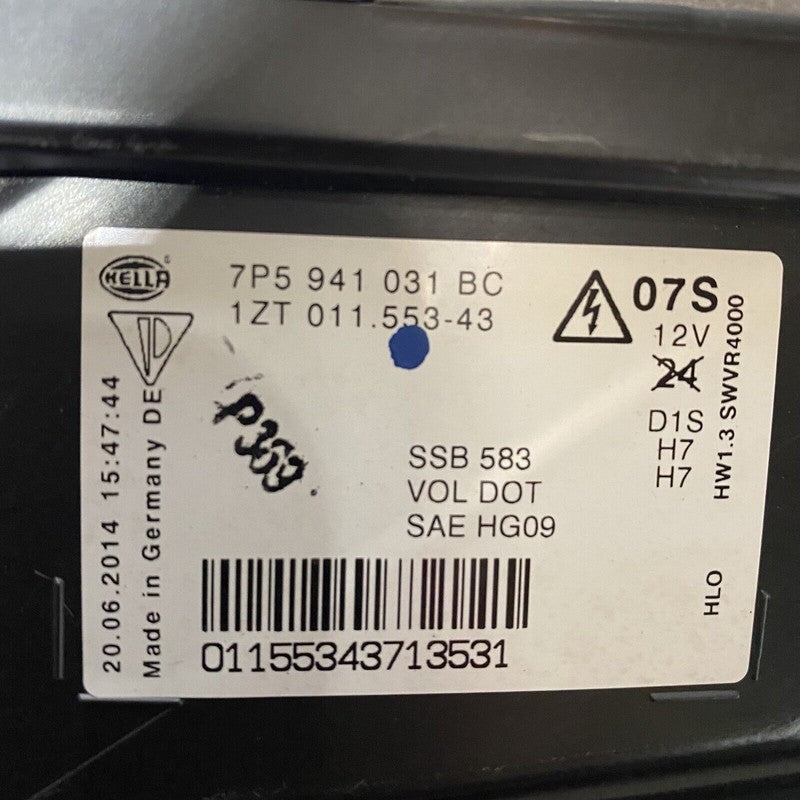 HELLA
7P5 941 031 BC
1ZT 011.553-43
07S
12V
24
D1S
H7
H7
HW1.3 SWVR4000
HLO
P369
SSB 583
VOL DOT
SAE HG09
20.06.2014 15:47:44
Made in Germany DE
01155343713531